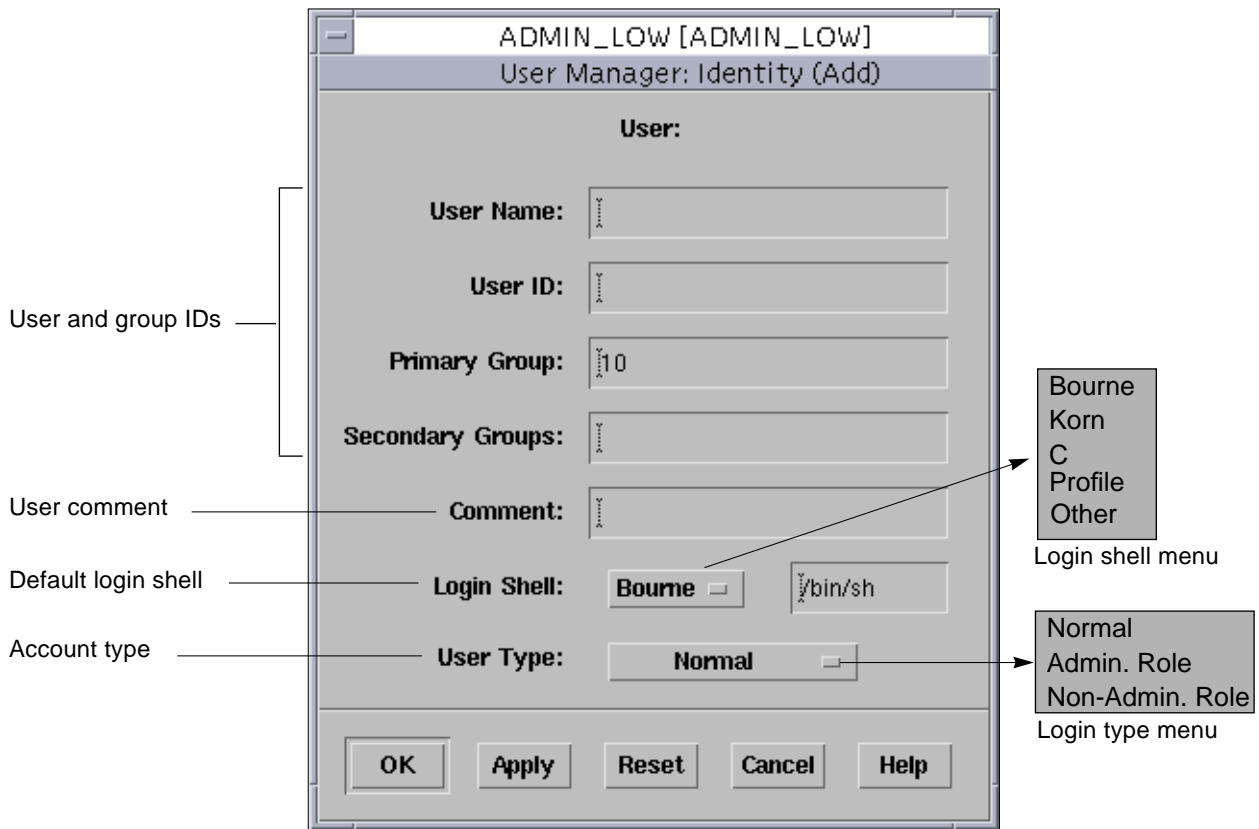 ADMIN_LOW [ADMIN_LOW]
User Manager: Identity (Add)
User:
User Name:
User ID:
User and group IDs
Primary Group: 10
Secondary Groups:
User comment
Comment:
Default login shell
Login Shell: Bourne /bin/sh
Account type
User Type: Normal
OK Apply Reset Cancel Help
Bourne
Korn
C
Profile
Other
Login shell menu
Normal
Admin. Role
Non-Admin. Role
Login type menu